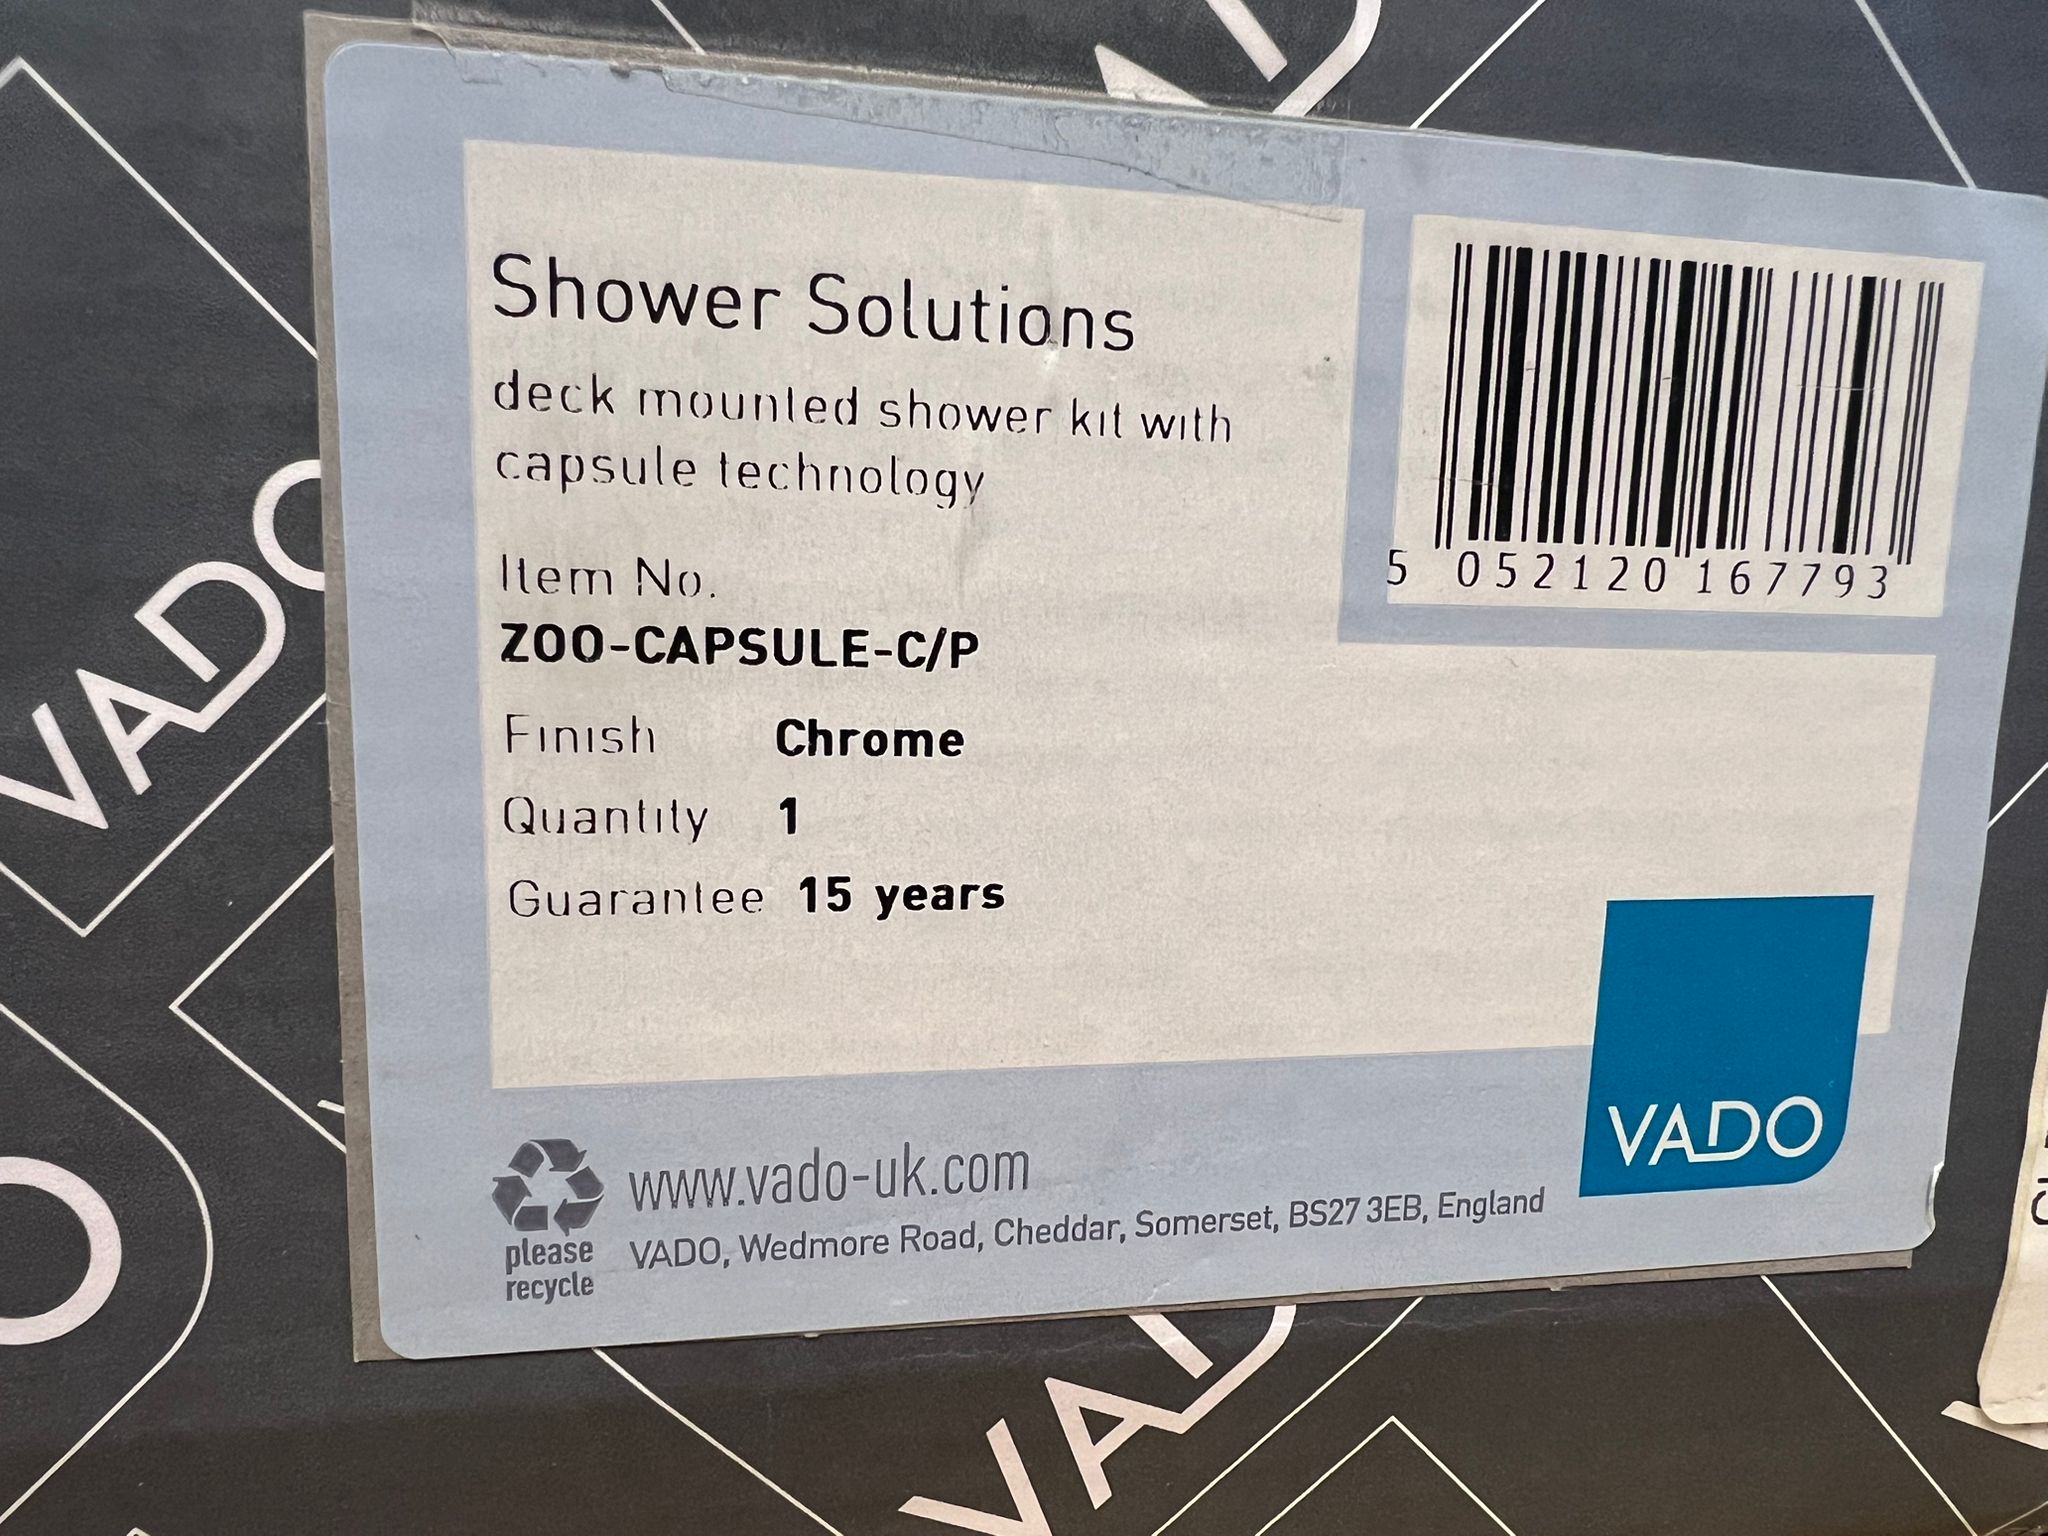 Shower Solutions
deck mounted shower kit with
capsule technology
Item No.
ZOO-CAPSULE-C/P
Finish Chrome
Quantity 1
Guarantee 15 years
5 052120 167793
VADO
www.vado-uk.com
VADO, Wedmore Road, Cheddar, Somerset, BS27 3EB, England
please
recycle
VADO
VADO